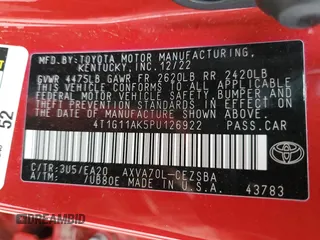 MFD. BY: TOYOTA MOTOR MANUFACTURING,
KENTUCKY, INC. 12/22
GVWR 4475LB GAWR FR 2620LB RR 2420LB
THIS VEHICLE CONFORMS TO ALL APPLICABLE
FEDERAL MOTOR VEHICLE SAFETY, BUMPER, AND
THEFT PREVENTION STANDARDS IN EFFECT ON
THE DATE OF MANUFACTURE SHOWN ABOVE.
4T1G11AK5PU126922 PASS.CAR
C/TR:3U5/EA20 AXVA70L-CEZSBA
A/TM: /UB80E MADE IN U.S.A.
TOYOTA
43783
52